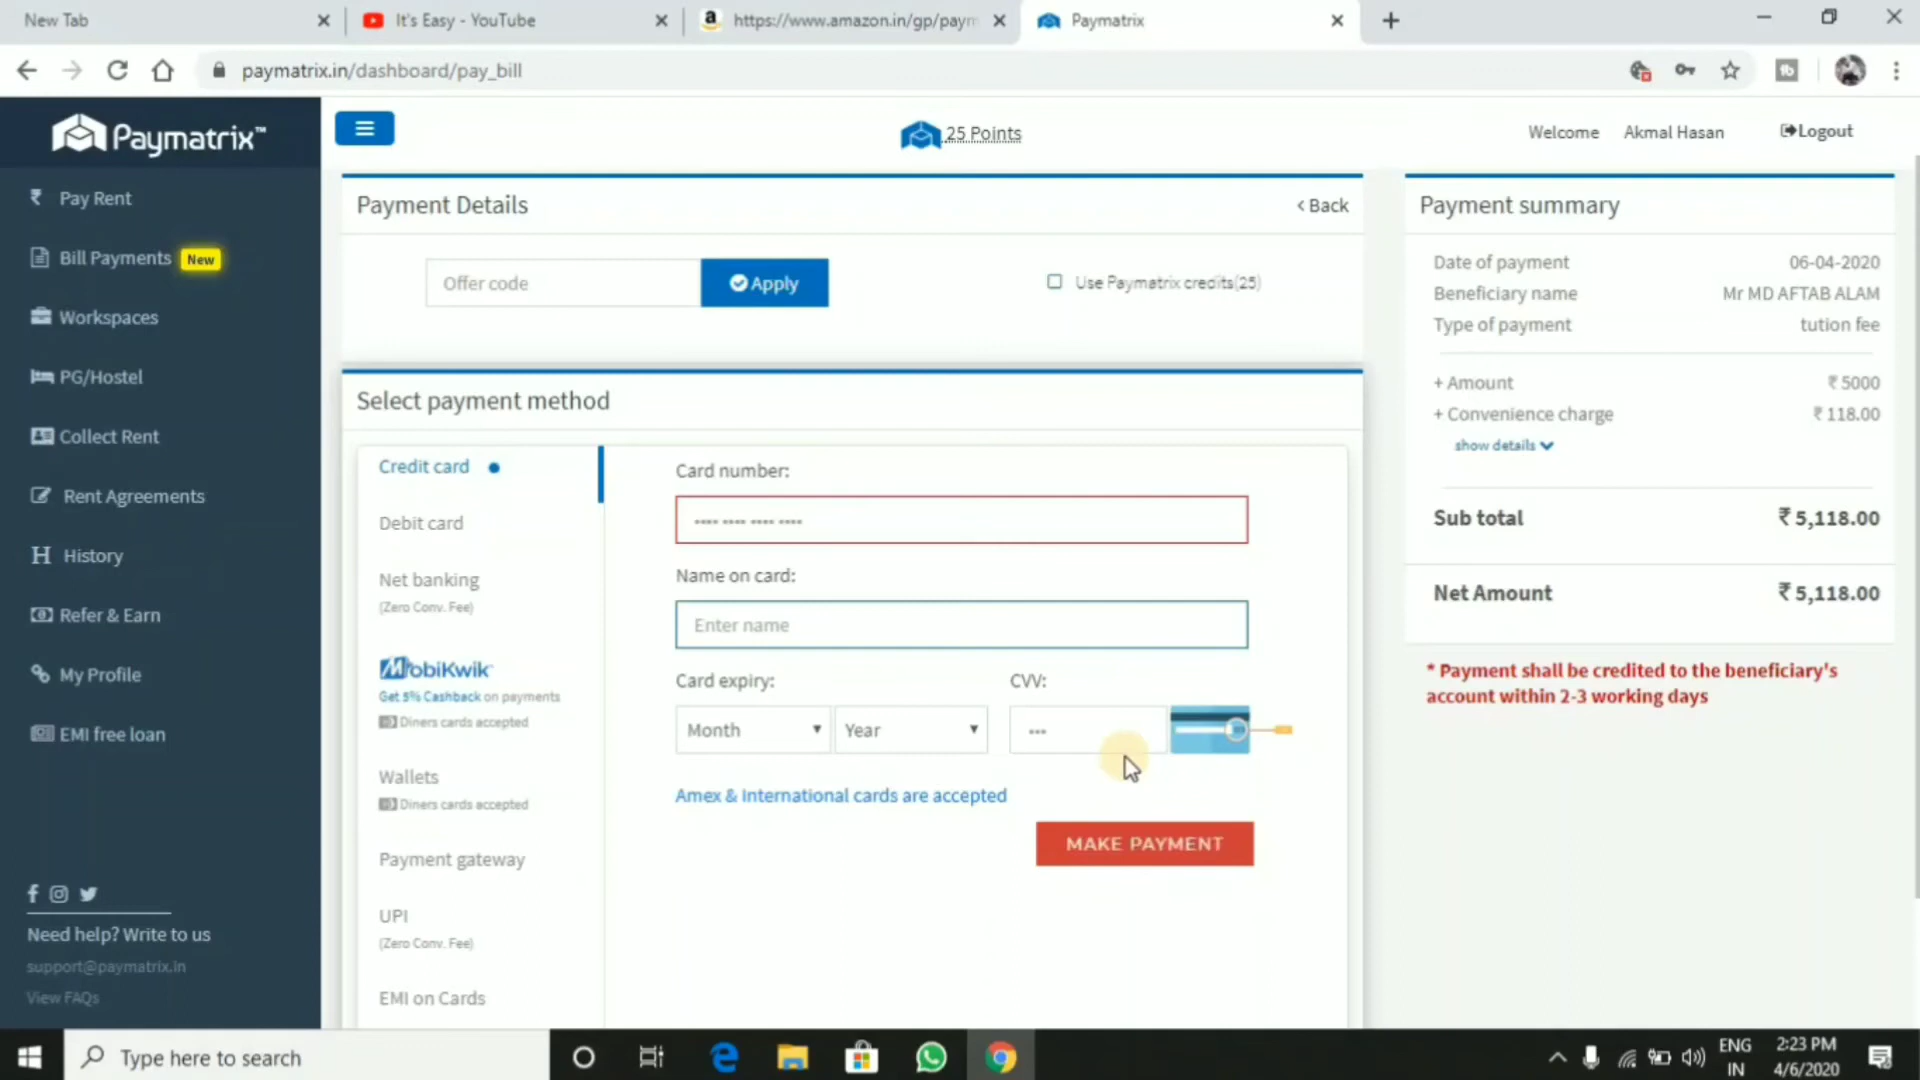 New Tab
It's Easy - YouTube
https://www.amazon.in/gp/paym
Paymatrix
paymatrix.in/dashboard/pay_bill
Paymatrix™
25 Points
Welcome Akmal Hasan
Logout
Pay Rent
Bill Payments New
Workspaces
PG/Hostel
Collect Rent
Rent Agreements
H History
Refer & Earn
My Profile
EMI free loan
Need help? Write to us
support@paymatrix.in
View FAQs
Payment Details
< Back
Offer code
Apply
Use Paymatrix credits(25)
Select payment method
Credit card
Debit card
Net banking
(Zero Conv. Fee)
MobiKwik
Get 5% Cashback on payments
Diners cards accepted
Wallets
Diners cards accepted
Payment gateway
UPI
(Zero Conv. Fee)
EMI on Cards
Card number:
---- ---- ---- ----
Name on card:
Enter name
Card expiry:
CVV:
Month
Year
---
Amex & International cards are accepted
MAKE PAYMENT
Payment summary
Date of payment 06-04-2020
Beneficiary name Mr MD AFTAB ALAM
Type of payment tution fee
+ Amount ₹ 5000
+ Convenience charge ₹ 118.00
show details
Sub total ₹ 5,118.00
Net Amount ₹ 5,118.00
* Payment shall be credited to the beneficiary's
account within 2-3 working days
Type here to search
ENG
IN
2:23 PM
4/6/2020